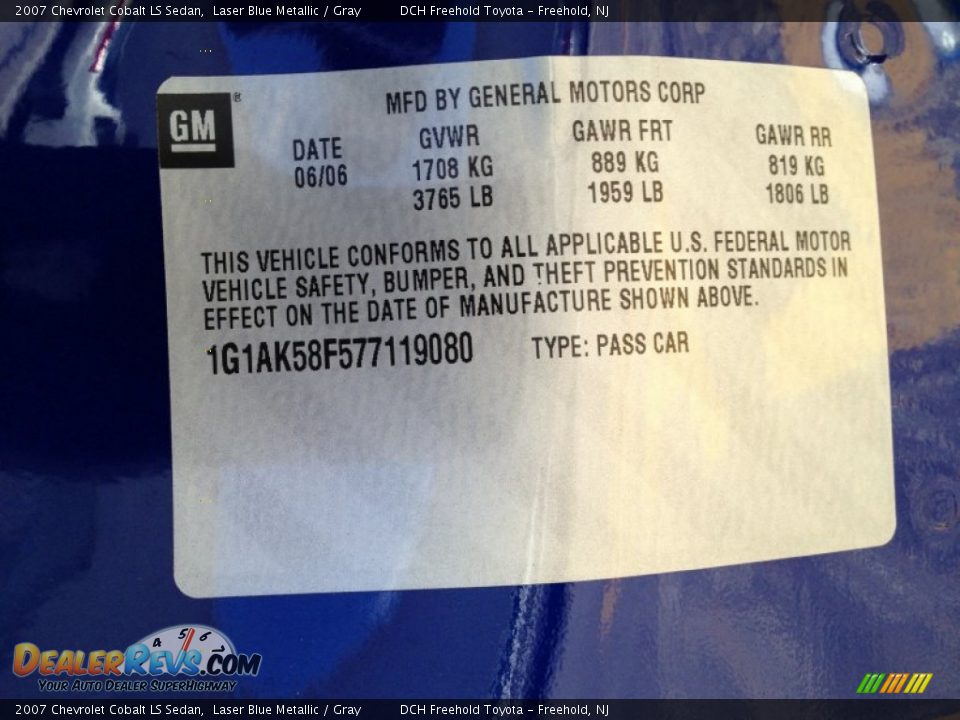 2007 Chevrolet Cobalt LS Sedan, Laser Blue Metallic / Gray DCH Freehold Toyota - Freehold, NJ
GM ®
MFD BY GENERAL MOTORS CORP
DATE GVWR GAWR FRT GAWR RR
06/06 1708 KG 889 KG 819 KG
3765 LB 1959 LB 1806 LB
THIS VEHICLE CONFORMS TO ALL APPLICABLE U.S. FEDERAL MOTOR
VEHICLE SAFETY, BUMPER, AND THEFT PREVENTION STANDARDS IN
EFFECT ON THE DATE OF MANUFACTURE SHOWN ABOVE.
1G1AK58F577119080 TYPE: PASS CAR
4 5 6
DEALERREVS.COM
YOUR AUTO DEALER SUPERHIGHWAY
2007 Chevrolet Cobalt LS Sedan, Laser Blue Metallic / Gray DCH Freehold Toyota - Freehold, NJ